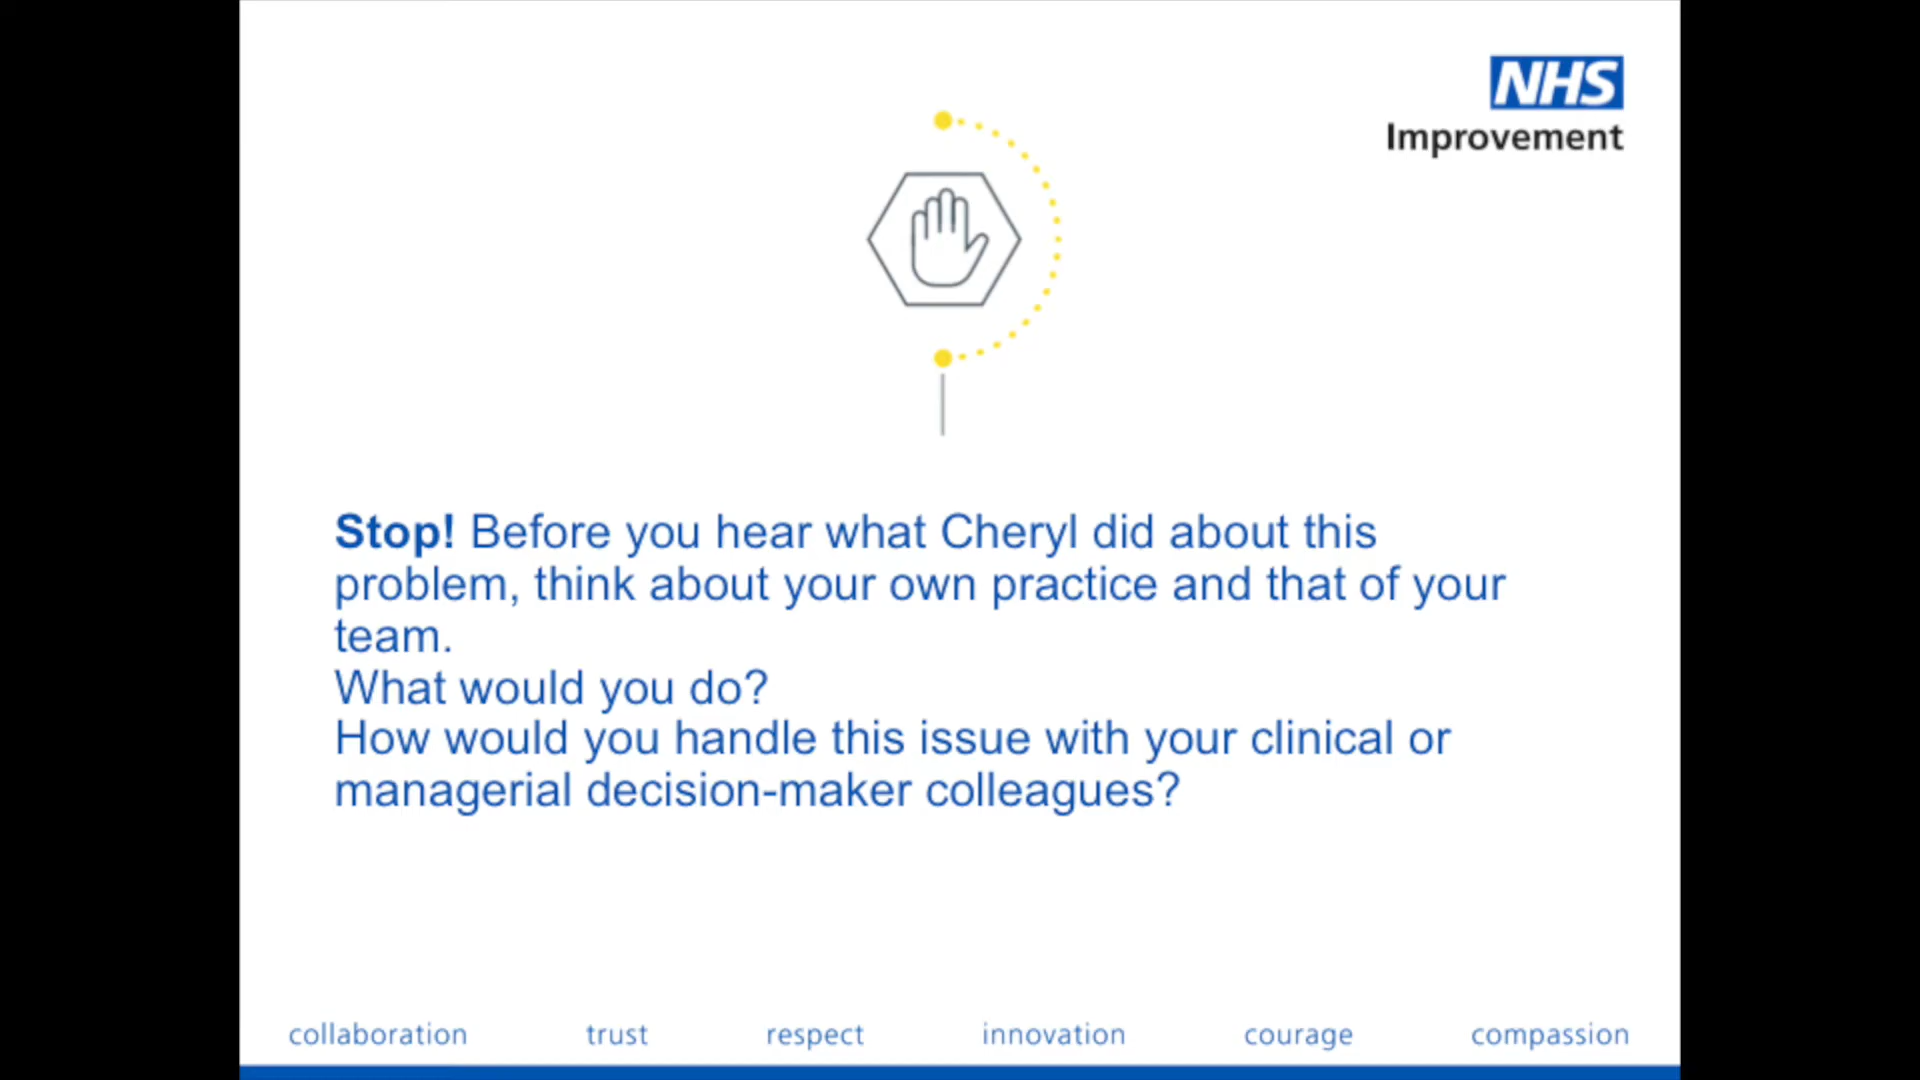 NHS
Improvement
Stop! Before you hear what Cheryl did about this
problem, think about your own practice and that of your
team.
What would you do?
How would you handle this issue with your clinical or
managerial decision-maker colleagues?
collaboration trust respect innovation courage compassion